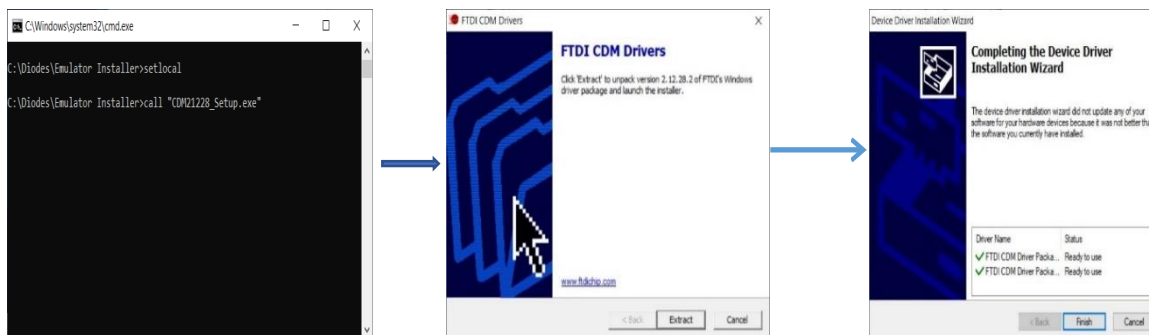 C:\Windows\system32\cmd.exe
C:\Diodes\Emulator Installer>setlocal
C:\Diodes\Emulator Installer>call "CDM21228_Setup.exe"
FTDI CDM Drivers
FTDI CDM Drivers
Click 'Extract' to unpack version 2.12.28.2 of FTDI's Windows
driver package and launch the installer.
www.ftdichip.com
< Back Extract Cancel
Device Driver Installation Wizard
Completing the Device Driver
Installation Wizard
The device driver installation wizard did not update any of your
software for your hardware devices because it was not better tha
the software you currently have installed.
Driver Name Status
FTDI CDM Driver Packa... Ready to use
FTDI CDM Driver Packa... Ready to use
< Back Finish Cancel